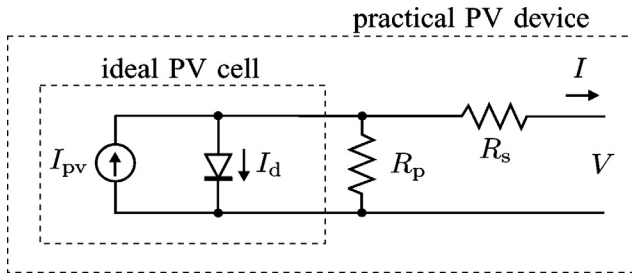 practical PV device
ideal PV cell
I
I_pv
I_d
R_p
R_s
V